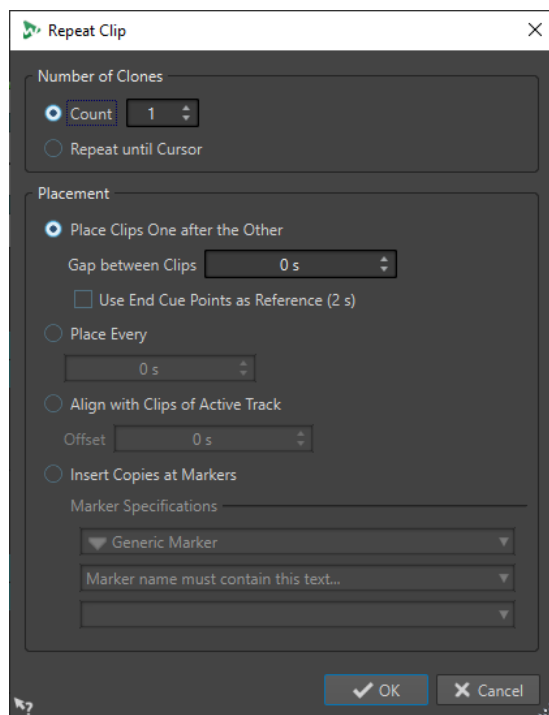 Repeat Clip
Number of Clones
Count 1
Repeat until Cursor
Placement
Place Clips One after the Other
Gap between Clips 0 s
Use End Cue Points as Reference (2 s)
Place Every
0 s
Align with Clips of Active Track
Offset 0 s
Insert Copies at Markers
Marker Specifications
Generic Marker
Marker name must contain this text...
OK Cancel